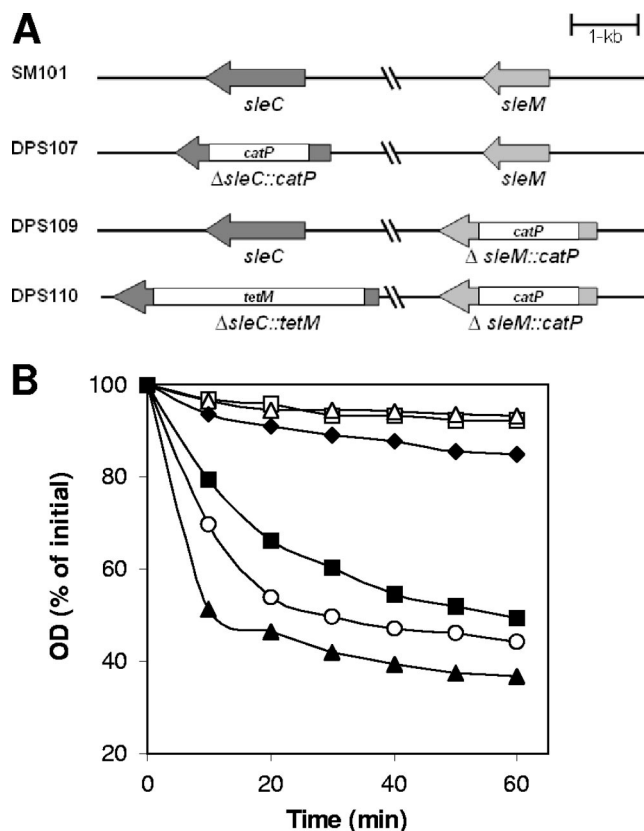 A
1-kb
SM101
sleC
sleM
DPS107
catP
ΔsleC::catP
sleM
DPS109
sleC
catP
Δ sleM::catP
DPS110
tetM
ΔsleC::tetM
catP
Δ sleM::catP
B
OD (% of initial)
100
80
60
40
20
0 20 40 60
Time (min)